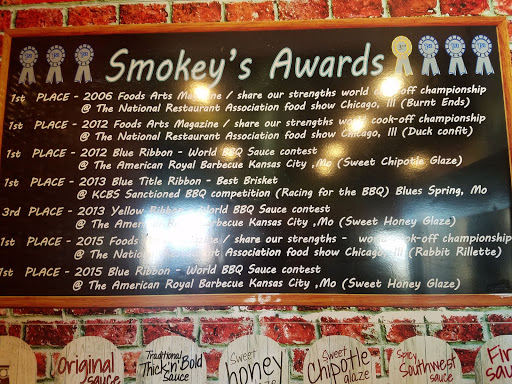 Smokey's Awards
1st PLACE - 2006 Foods Arts Magazine / share our strengths world cook-off championship
@ The National Restaurant Association food show Chicago, Ill (Burnt Ends)
1st PLACE - 2012 Foods Arts Magazine / share our strengths world cook-off championship
@ The National Restaurant Association food show Chicago, Ill (Duck confit)
1st PLACE - 2012 Blue Ribbon - World BBQ Sauce contest
@ The American Royal Barbecue Kansas City ,Mo (Sweet Chipotle Glaze)
1st PLACE - 2013 Blue Title Ribbon - Best Brisket
@ KCBS Sanctioned BBQ competition (Racing for the BBQ) Blues Spring, Mo
3rd PLACE - 2013 Yellow Ribbon - World BBQ Sauce contest
@ The American Royal Barbecue Kansas City ,Mo (Sweet Honey Glaze)
1st PLACE - 2015 Foods Arts Magazine / share our strengths - world cook-off championship
@ The National Restaurant Association food show Chicago, Ill (Rabbit Rillette)
1st PLACE - 2015 Blue Ribbon - World BBQ Sauce contest
@ The American Royal Barbecue Kansas City ,Mo (Sweet Honey Glaze)
Original sauce
Traditional Thick'n'Bold sauce
Sweet honey glaze
Sweet Chipotle glaze
Spicy Southwest sauce
sauce